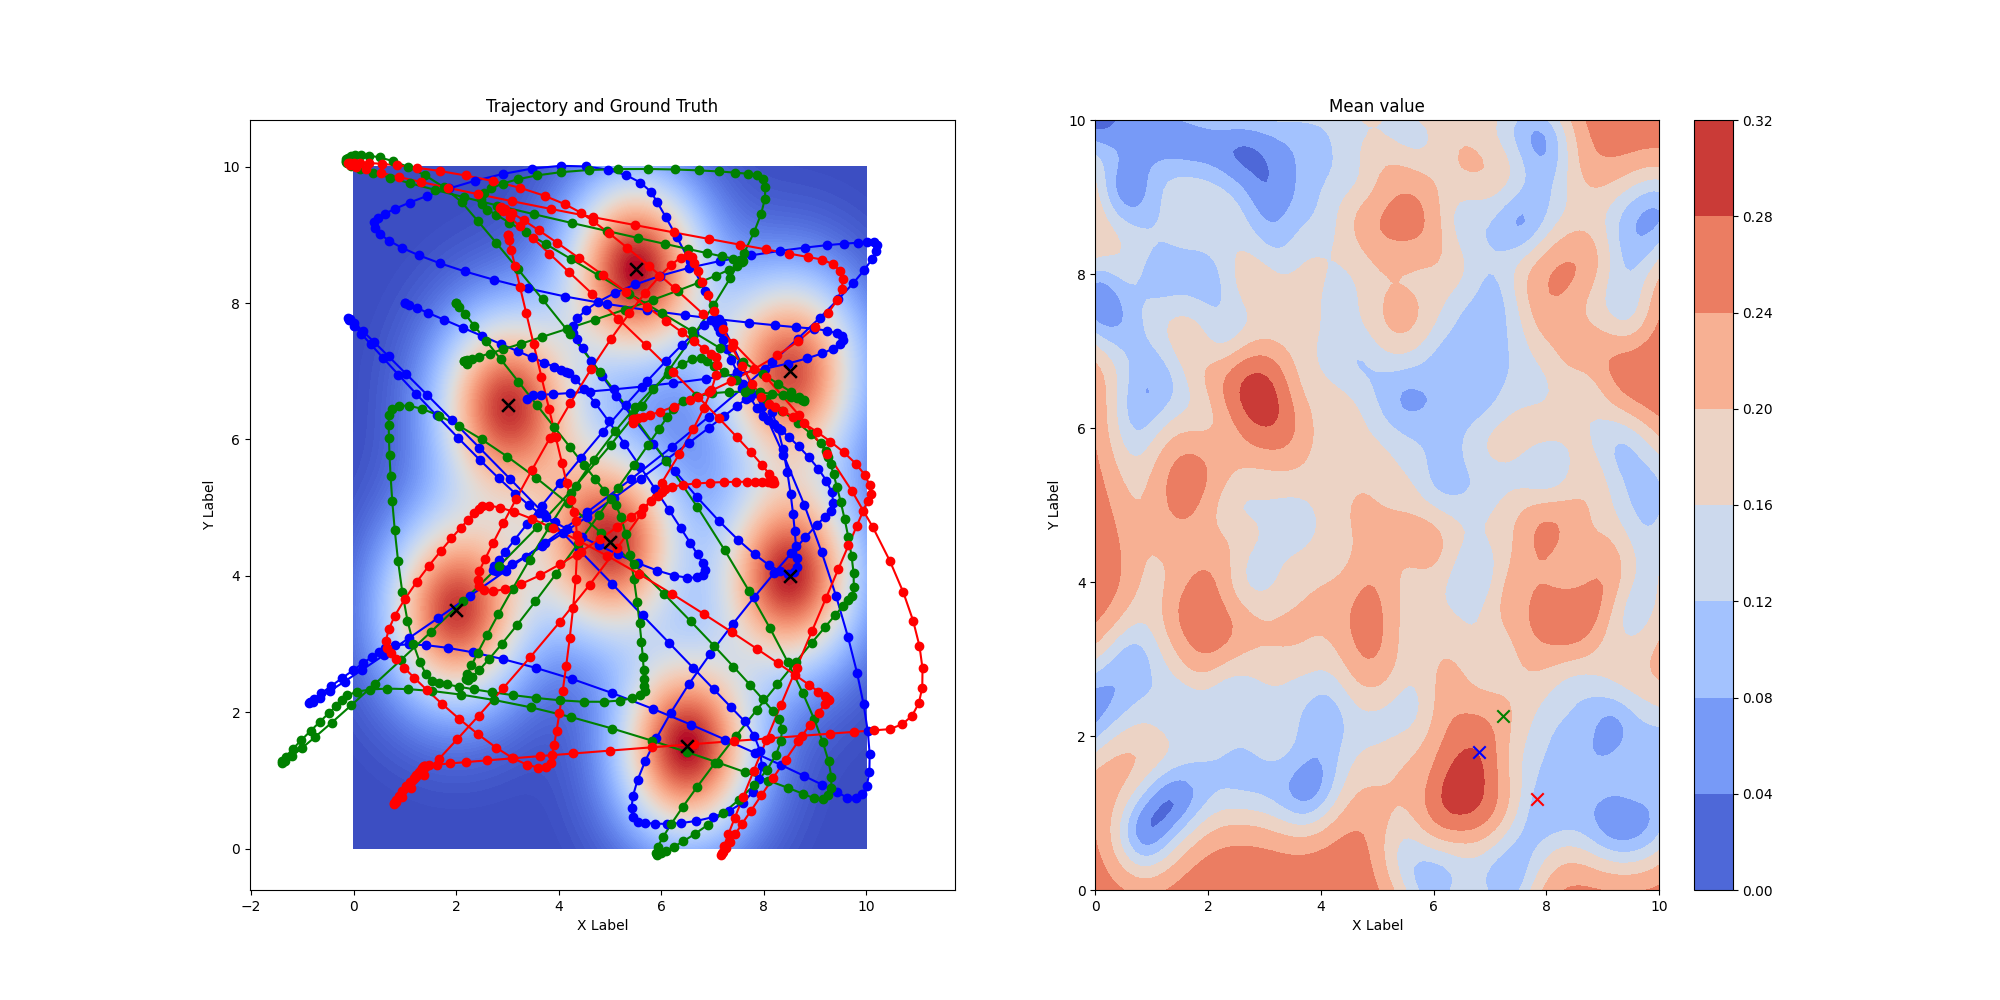 Trajectory and Ground Truth
Y Label
10
8
6
4
2
0
−2 0 2 4 6 8 10
X Label
Mean value
Y Label
10
8
6
4
2
0
0 2 4 6 8 10
X Label
0.32
0.28
0.24
0.20
0.16
0.12
0.08
0.04
0.00